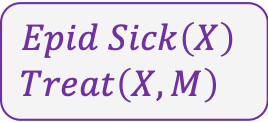 Epid Sick(X)
Treat(X, M)